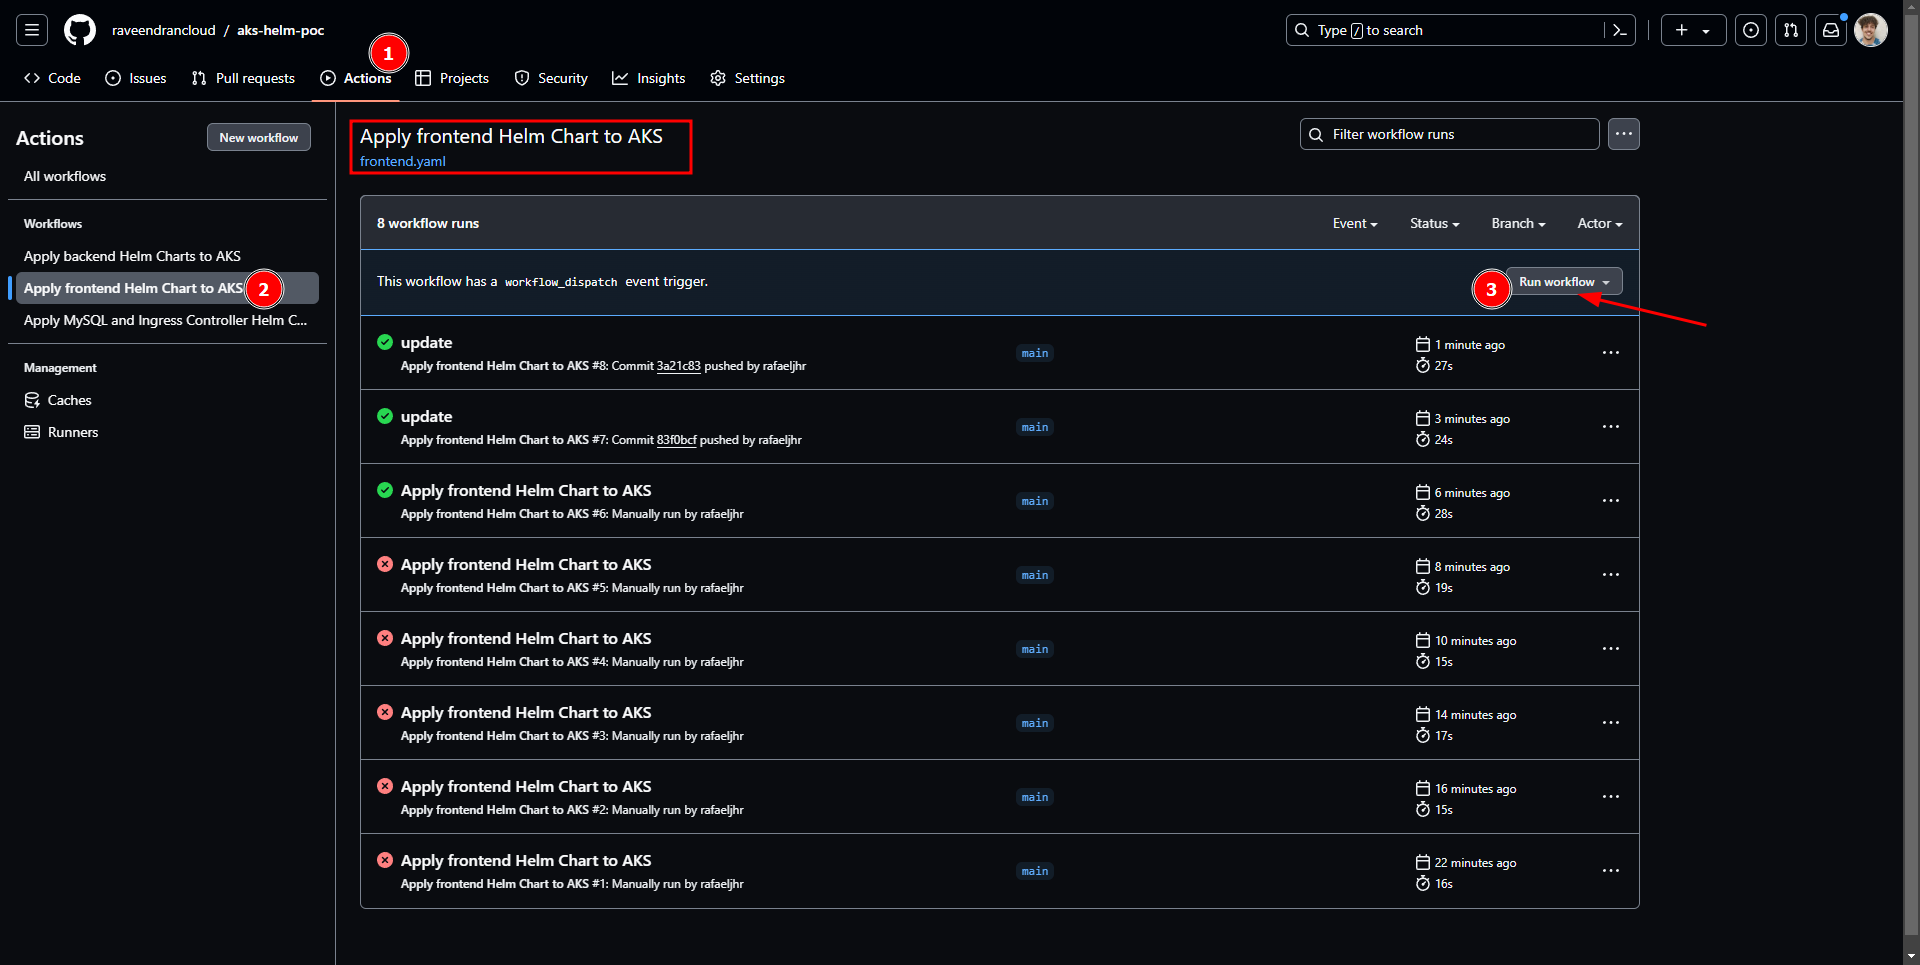 raveendrancloud / aks-helm-poc
Type / to search
1
Code
Issues
Pull requests
Actions
Projects
Security
Insights
Settings
Actions
New workflow
All workflows
Workflows
Apply backend Helm Charts to AKS
Apply frontend Helm Chart to AKS
2
Apply MySQL and Ingress Controller Helm C...
Management
Caches
Runners
Apply frontend Helm Chart to AKS
frontend.yaml
Filter workflow runs
8 workflow runs
Event
Status
Branch
Actor
This workflow has a workflow_dispatch event trigger.
3
Run workflow
update
Apply frontend Helm Chart to AKS #8: Commit 3a21c83 pushed by rafaeljhr
main
1 minute ago
27s
update
Apply frontend Helm Chart to AKS #7: Commit 83f0bcf pushed by rafaeljhr
main
3 minutes ago
24s
Apply frontend Helm Chart to AKS
Apply frontend Helm Chart to AKS #6: Manually run by rafaeljhr
main
6 minutes ago
28s
Apply frontend Helm Chart to AKS
Apply frontend Helm Chart to AKS #5: Manually run by rafaeljhr
main
8 minutes ago
19s
Apply frontend Helm Chart to AKS
Apply frontend Helm Chart to AKS #4: Manually run by rafaeljhr
main
10 minutes ago
15s
Apply frontend Helm Chart to AKS
Apply frontend Helm Chart to AKS #3: Manually run by rafaeljhr
main
14 minutes ago
17s
Apply frontend Helm Chart to AKS
Apply frontend Helm Chart to AKS #2: Manually run by rafaeljhr
main
16 minutes ago
15s
Apply frontend Helm Chart to AKS
Apply frontend Helm Chart to AKS #1: Manually run by rafaeljhr
main
22 minutes ago
16s